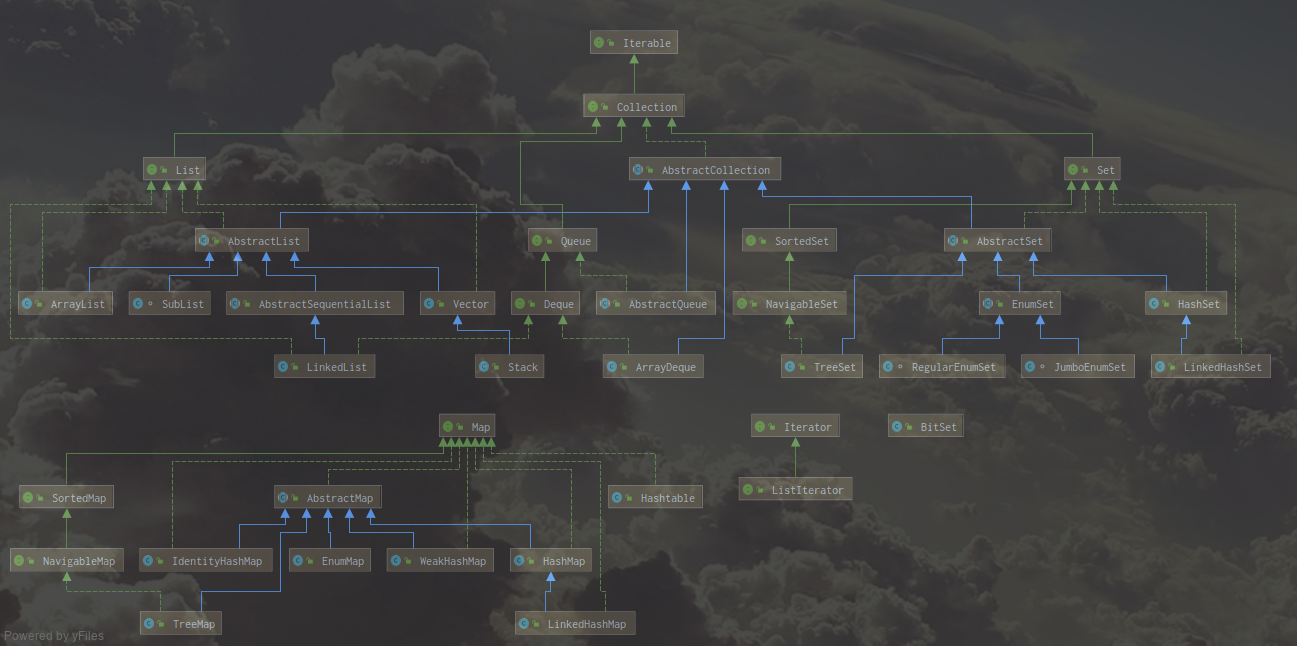 Iterable
Collection
List
AbstractCollection
Set
AbstractList
Queue
SortedSet
AbstractSet
ArrayList
SubList
AbstractSequentialList
Vector
Deque
AbstractQueue
NavigableSet
EnumSet
HashSet
LinkedList
Stack
ArrayDeque
TreeSet
RegularEnumSet
JumboEnumSet
LinkedHashSet
Map
Iterator
BitSet
SortedMap
AbstractMap
Hashtable
ListIterator
NavigableMap
IdentityHashMap
EnumMap
WeakHashMap
HashMap
TreeMap
LinkedHashMap
Powered by yFiles